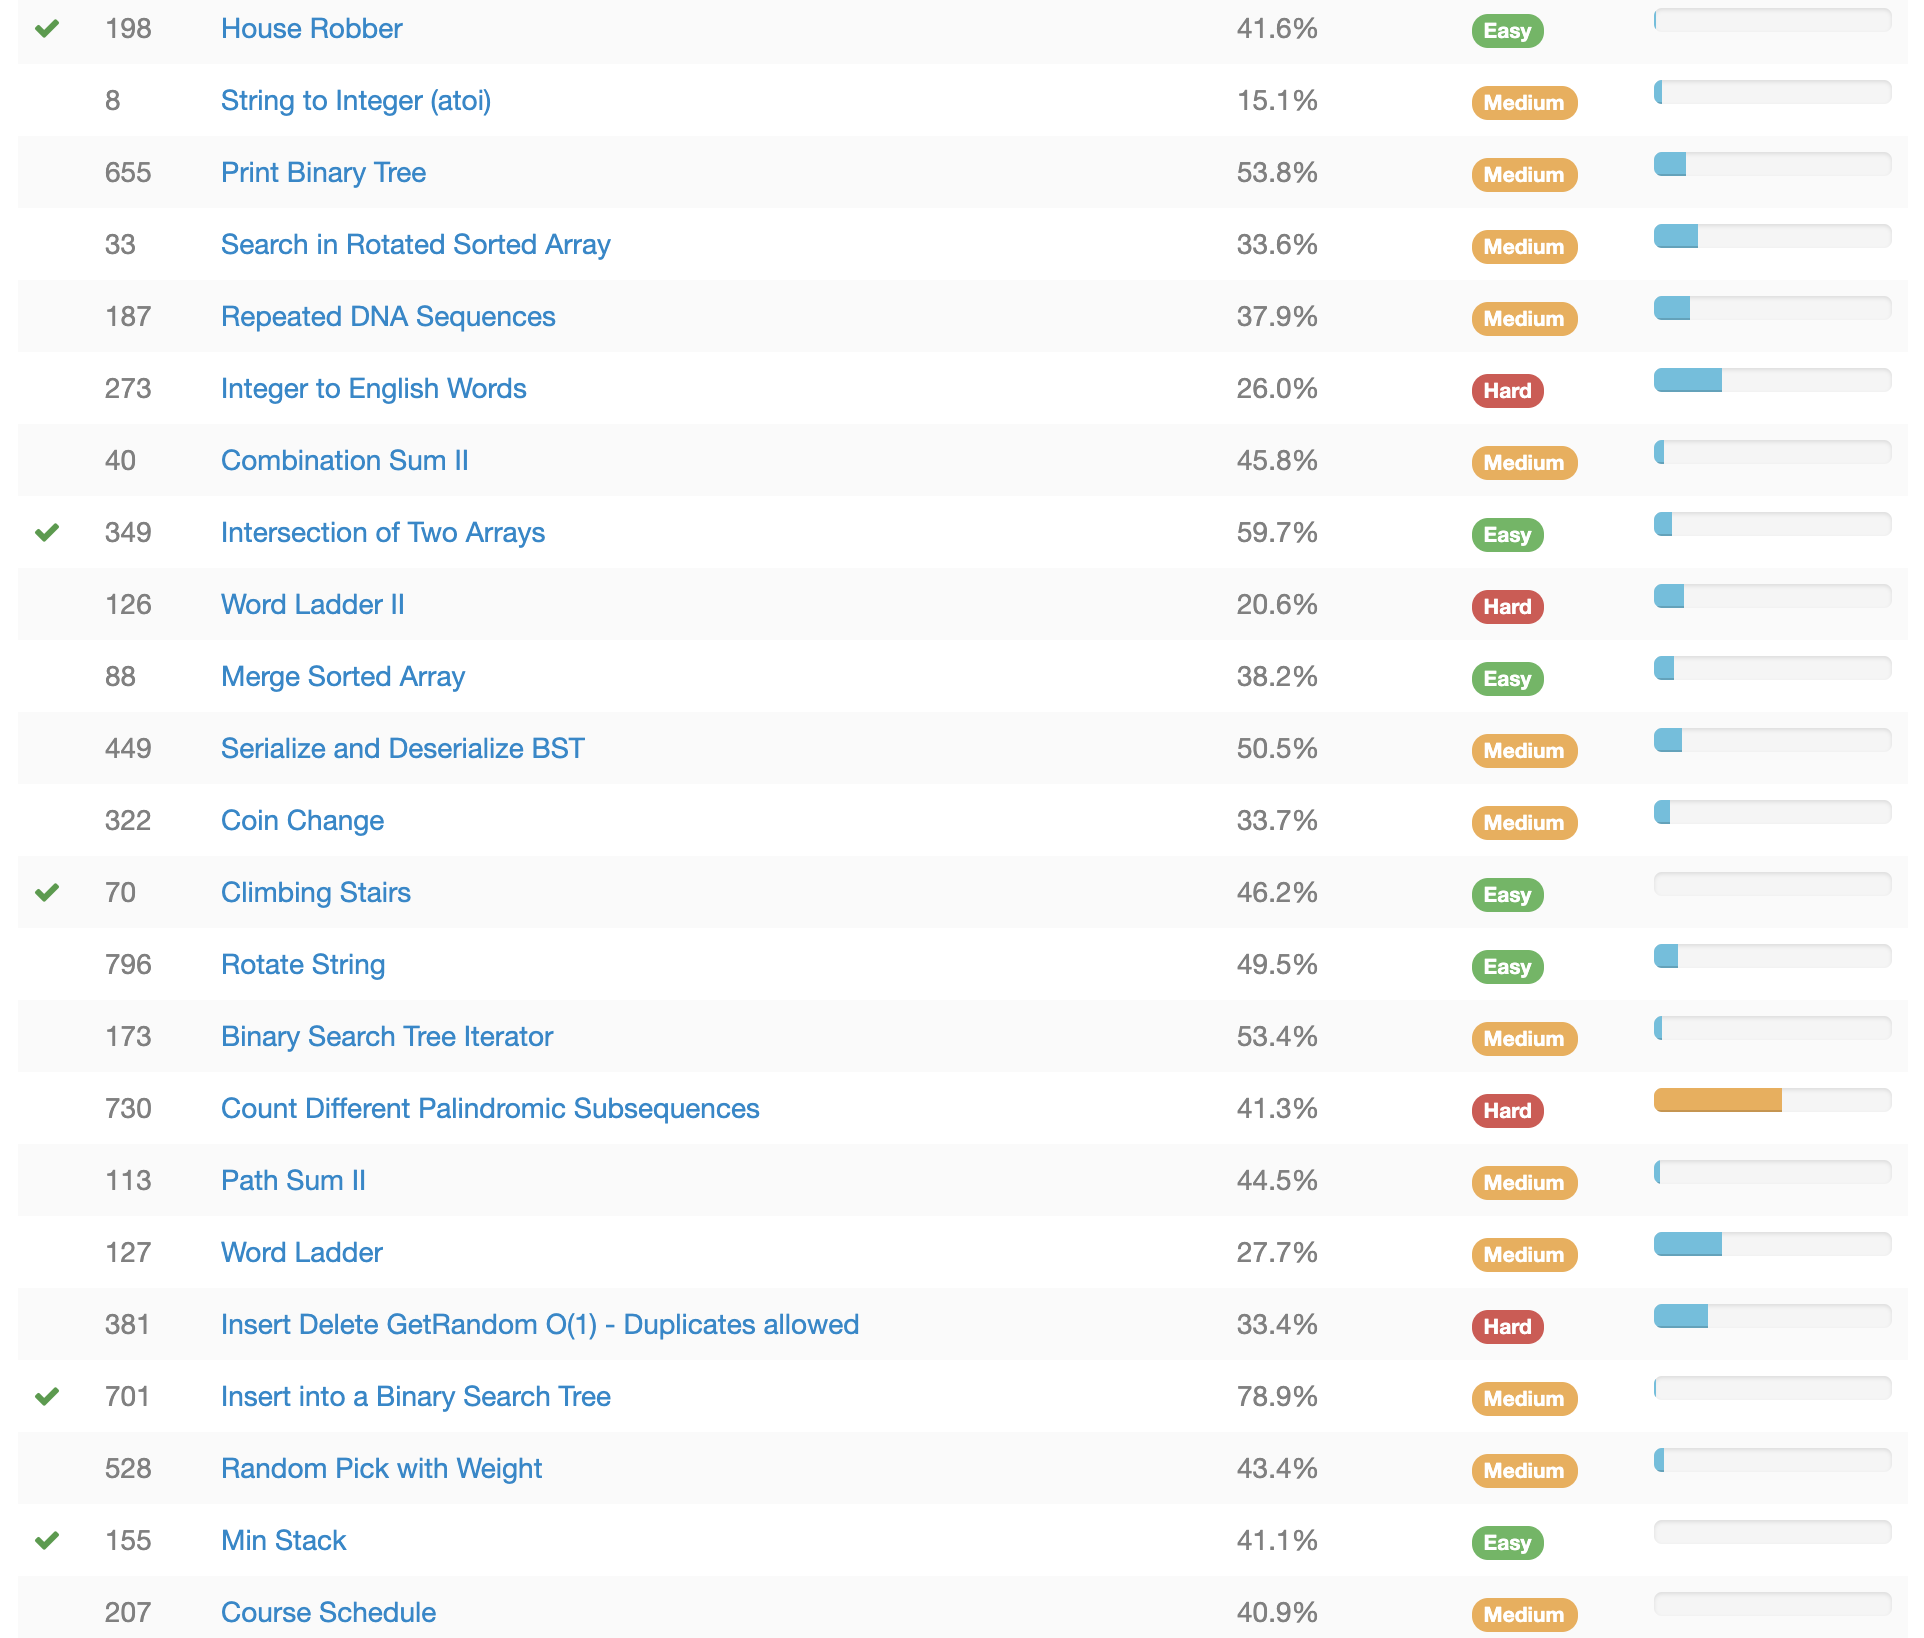 198 House Robber 41.6% Easy
8 String to Integer (atoi) 15.1% Medium
655 Print Binary Tree 53.8% Medium
33 Search in Rotated Sorted Array 33.6% Medium
187 Repeated DNA Sequences 37.9% Medium
273 Integer to English Words 26.0% Hard
40 Combination Sum II 45.8% Medium
349 Intersection of Two Arrays 59.7% Easy
126 Word Ladder II 20.6% Hard
88 Merge Sorted Array 38.2% Easy
449 Serialize and Deserialize BST 50.5% Medium
322 Coin Change 33.7% Medium
70 Climbing Stairs 46.2% Easy
796 Rotate String 49.5% Easy
173 Binary Search Tree Iterator 53.4% Medium
730 Count Different Palindromic Subsequences 41.3% Hard
113 Path Sum II 44.5% Medium
127 Word Ladder 27.7% Medium
381 Insert Delete GetRandom O(1) - Duplicates allowed 33.4% Hard
701 Insert into a Binary Search Tree 78.9% Medium
528 Random Pick with Weight 43.4% Medium
155 Min Stack 41.1% Easy
207 Course Schedule 40.9% Medium